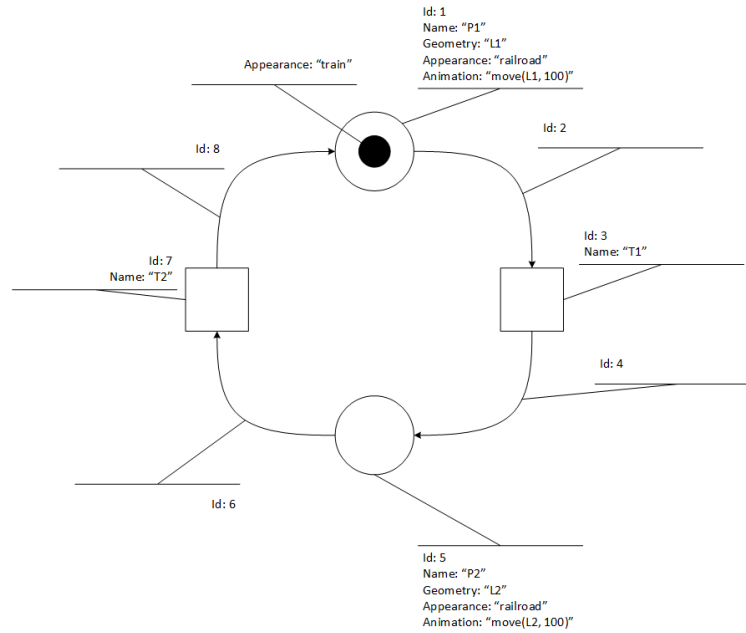 Id: 1
Name: “P1”
Geometry: “L1”
Appearance: “railroad”
Animation: “move(L1, 100)”
Appearance: “train”
Id: 2
Id: 8
Id: 3
Name: “T1”
Id: 7
Name: “T2”
Id: 4
Id: 6
Id: 5
Name: “P2”
Geometry: “L2”
Appearance: “railroad”
Animation: “move(L2, 100)”